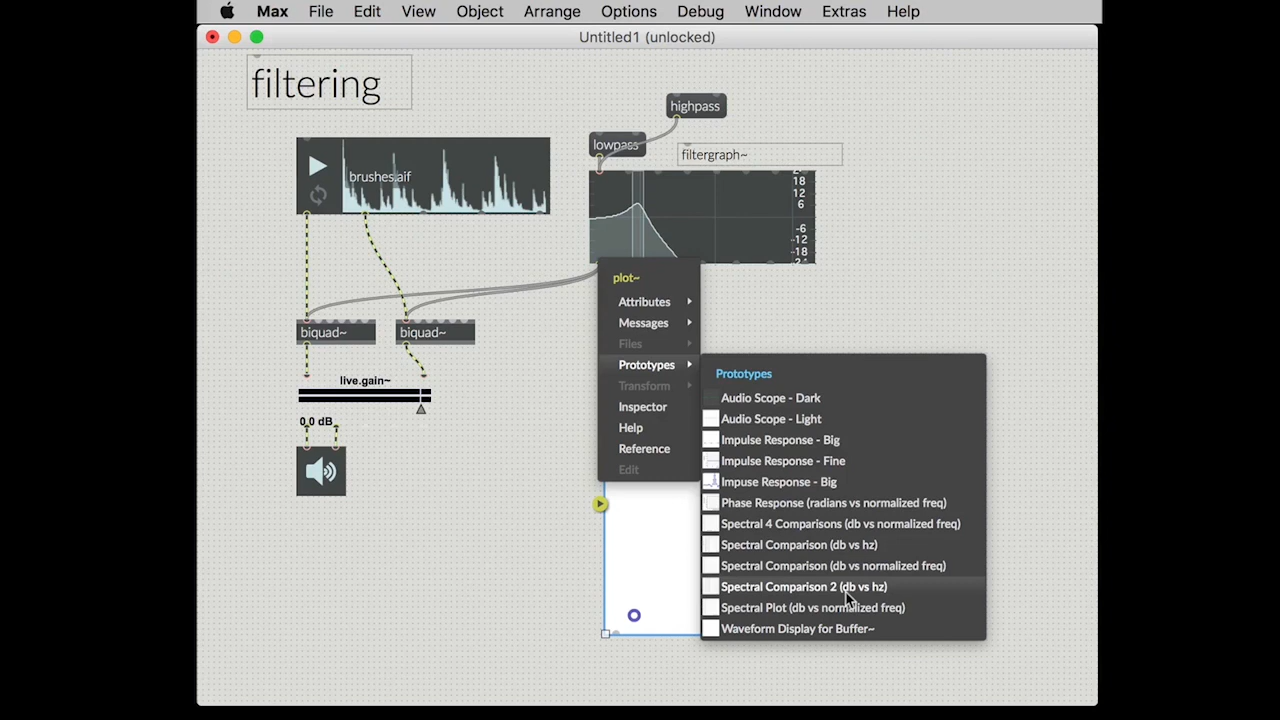 Max File Edit View Object Arrange Options Debug Window Extras Help
Untitled1 (unlocked)
filtering
highpass
lowpass
filtergraph~
brushes.aif
18
12
6
-6
-12
-18
plot~
Attributes
Messages
Files
Prototypes
Transform
Inspector
Help
Reference
Edit
Prototypes
Audio Scope - Dark
Audio Scope - Light
Impulse Response - Big
Impulse Response - Fine
Impuse Response - Big
Phase Response (radians vs normalized freq)
Spectral 4 Comparisons (db vs normalized freq)
Spectral Comparison (db vs hz)
Spectral Comparison (db vs normalized freq)
Spectral Comparison 2 (db vs hz)
Spectral Plot (db vs normalized freq)
Waveform Display for Buffer~
biquad~ biquad~
live.gain~
0.0 dB